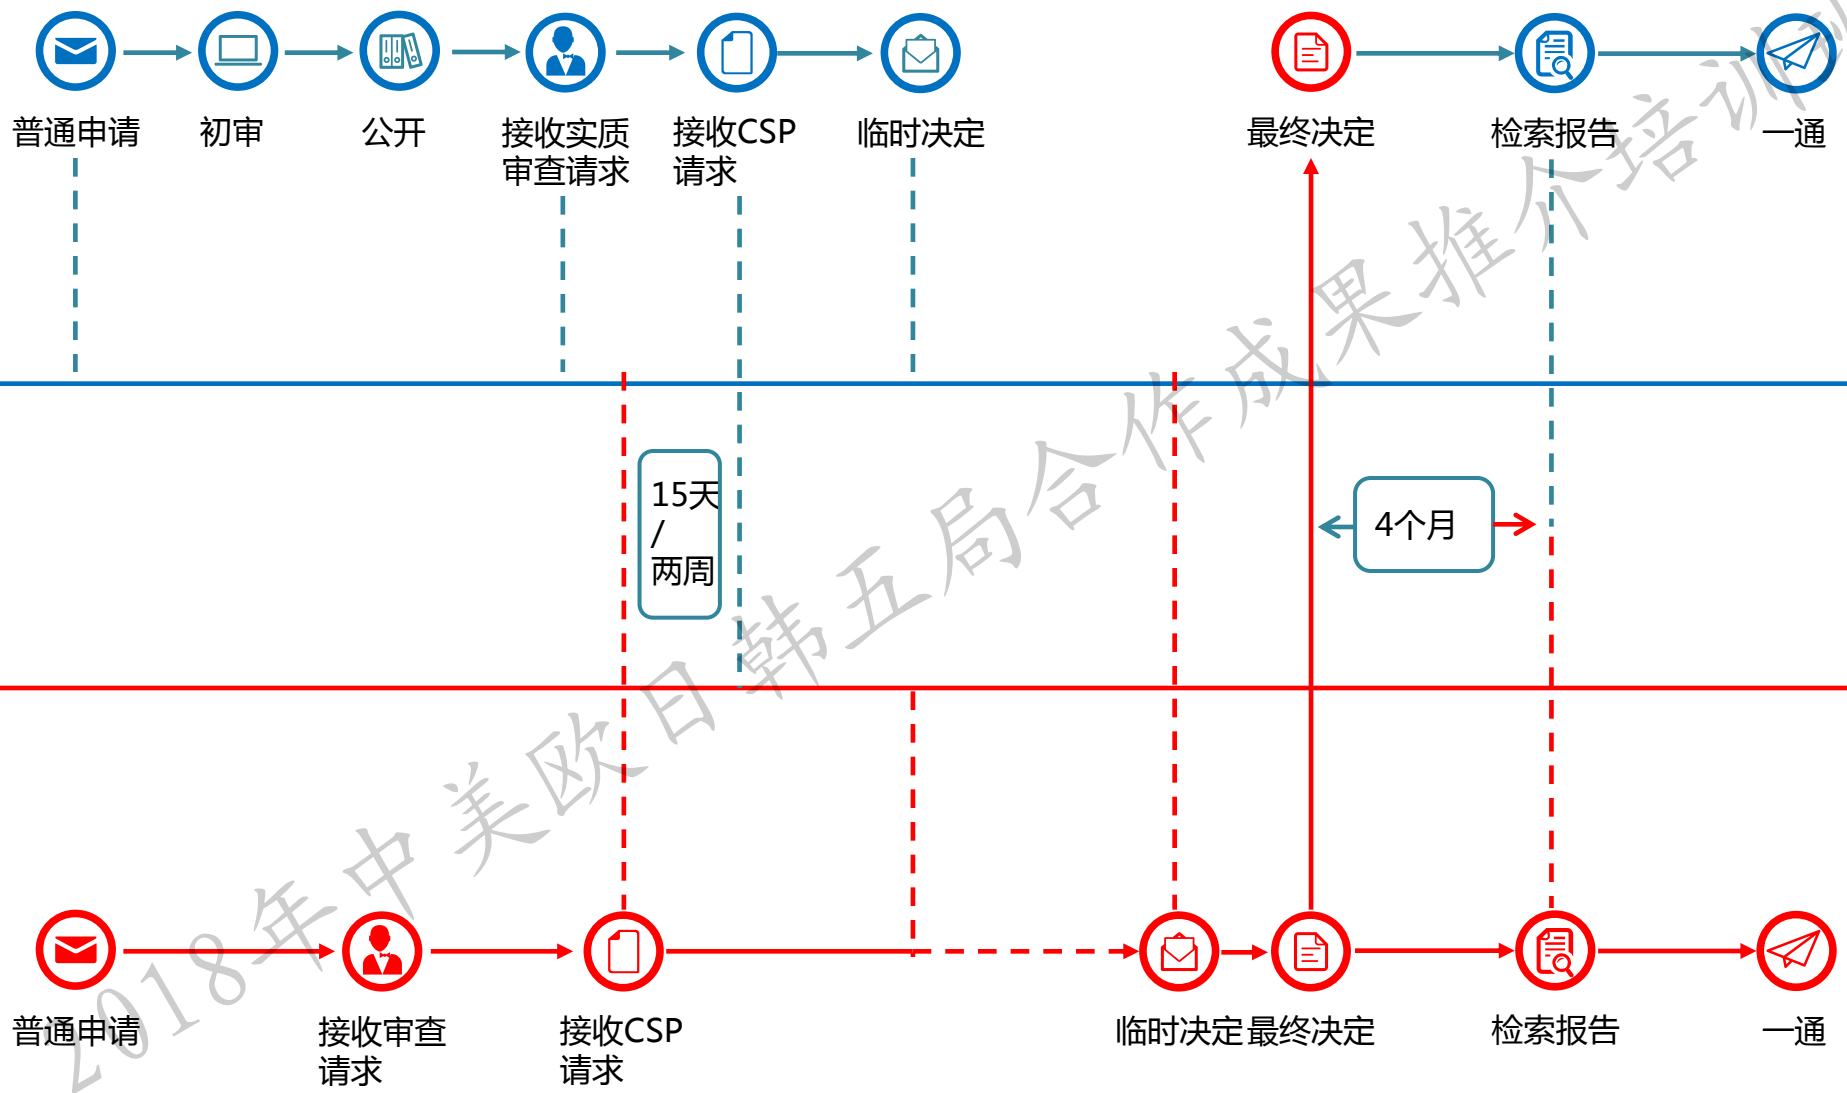 普通申请
初审
公开
接收实质
审查请求
接收CSP
请求
临时决定
最终决定
检索报告
一通
15天
/
两周
4个月
2018年中美欧日韩五局合作成果推介培训
普通申请
接收审查
请求
接收CSP
请求
临时决定
最终决定
检索报告
一通